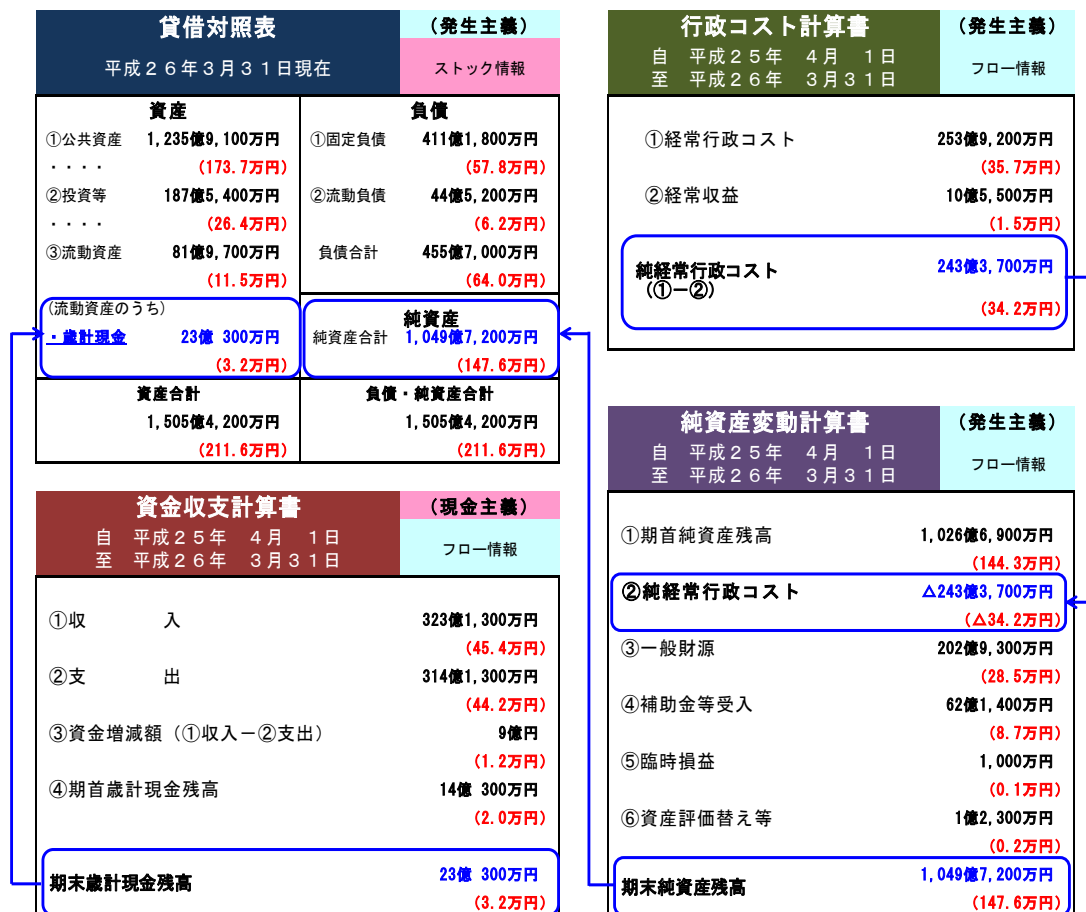 貸借対照表
(発生主義)
平成２６年３月３１日現在
ストック情報
資産
負債
①公共資産 1,235億9,100万円
①固定負債 411億1,800万円
・・・・ (173.7万円)
(57.8万円)
②投資等 187億5,400万円
②流動負債 44億5,200万円
・・・・ (26.4万円)
(6.2万円)
③流動資産 81億9,700万円
負債合計 455億7,000万円
(11.5万円)
(64.0万円)
(流動資産のうち)
純資産
・歳計現金 23億 300万円
純資産合計 1,049億7,200万円
(3.2万円)
(147.6万円)
資産合計
負債・純資産合計
1,505億4,200万円
1,505億4,200万円
(211.6万円)
(211.6万円)
資金収支計算書
(現金主義)
自 平成２５年 ４月 １日
至 平成２６年 ３月３１日
フロー情報
①収 入 323億1,300万円
(45.4万円)
②支 出 314億1,300万円
(44.2万円)
③資金増減額（①収入－②支出） 9億円
(1.2万円)
④期首歳計現金残高 14億 300万円
(2.0万円)
期末歳計現金残高 23億 300万円
(3.2万円)
行政コスト計算書
(発生主義)
自 平成２５年 ４月 １日
至 平成２６年 ３月３１日
フロー情報
①経常行政コスト 253億9,200万円
(35.7万円)
②経常収益 10億5,500万円
(1.5万円)
純経常行政コスト 243億3,700万円
(①－②)
(34.2万円)
純資産変動計算書
(発生主義)
自 平成２５年 ４月 １日
至 平成２６年 ３月３１日
フロー情報
①期首純資産残高 1,026億6,900万円
(144.3万円)
②純経常行政コスト △243億3,700万円
(△34.2万円)
③一般財源 202億9,300万円
(28.5万円)
④補助金等受入 62億1,400万円
(8.7万円)
⑤臨時損益 1,000万円
(0.1万円)
⑥資産評価替え等 1億2,300万円
(0.2万円)
期末純資産残高 1,049億7,200万円
(147.6万円)